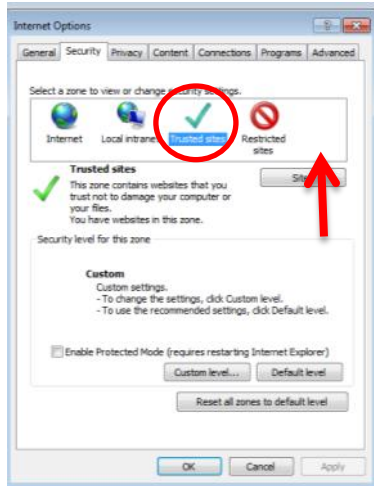 Internet Options
General Security Privacy Content Connections Programs Advanced
Select a zone to view or change security settings.
Internet Local intranet Trusted sites Restricted sites
Trusted sites
This zone contains websites that you
trust not to damage your computer or
your files.
You have websites in this zone.
Security level for this zone
Custom
Custom settings.
- To change the settings, click Custom level.
- To use the recommended settings, click Default level.
Enable Protected Mode (requires restarting Internet Explorer)
Custom level... Default level
Reset all zones to default level
OK Cancel Apply